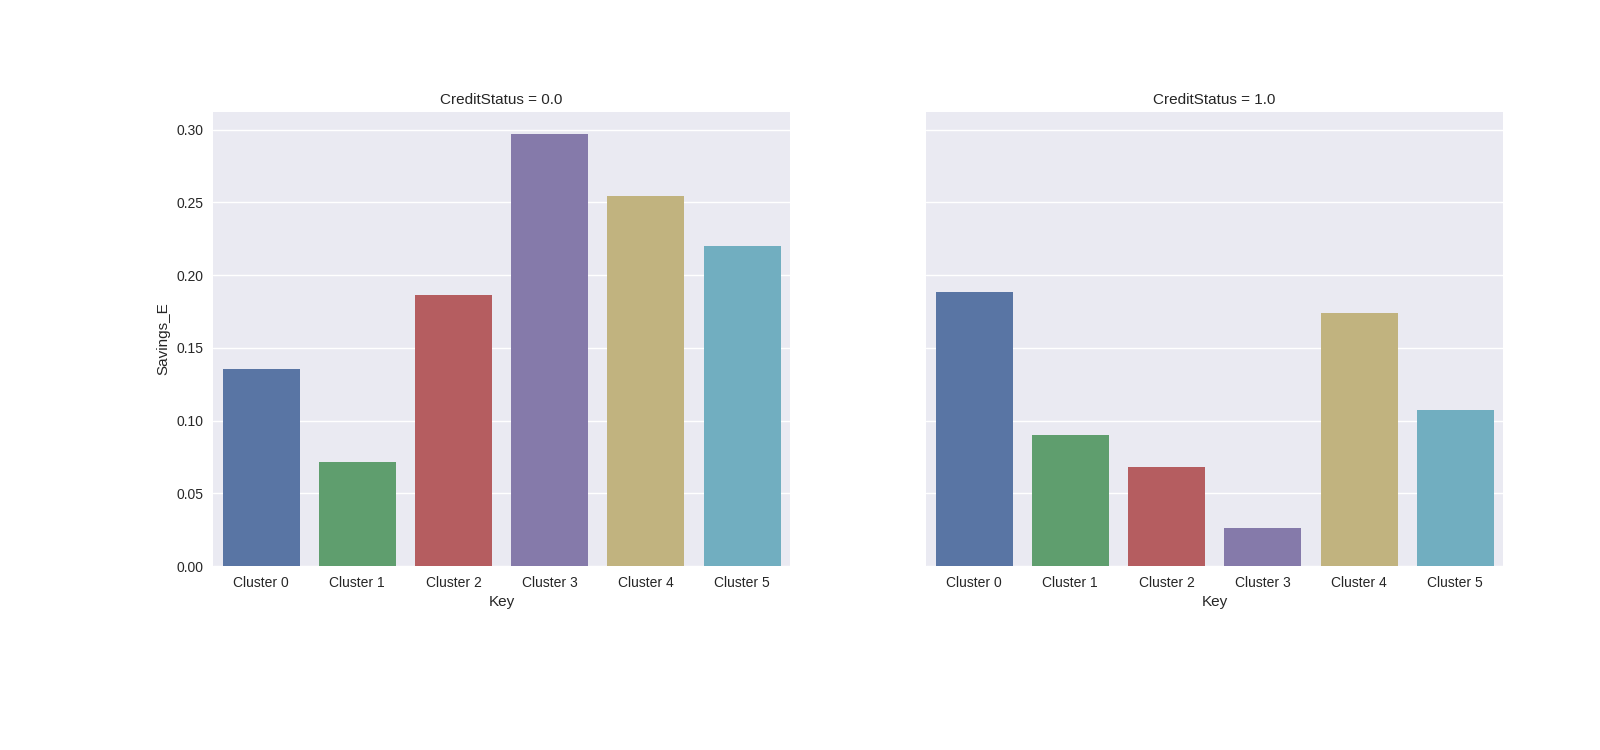 CreditStatus = 0.0
0.30
0.25
0.20
0.15
0.10
0.05
0.00
Savings_E
Cluster 0 Cluster 1 Cluster 2 Cluster 3 Cluster 4 Cluster 5
Key
CreditStatus = 1.0
Cluster 0 Cluster 1 Cluster 2 Cluster 3 Cluster 4 Cluster 5
Key